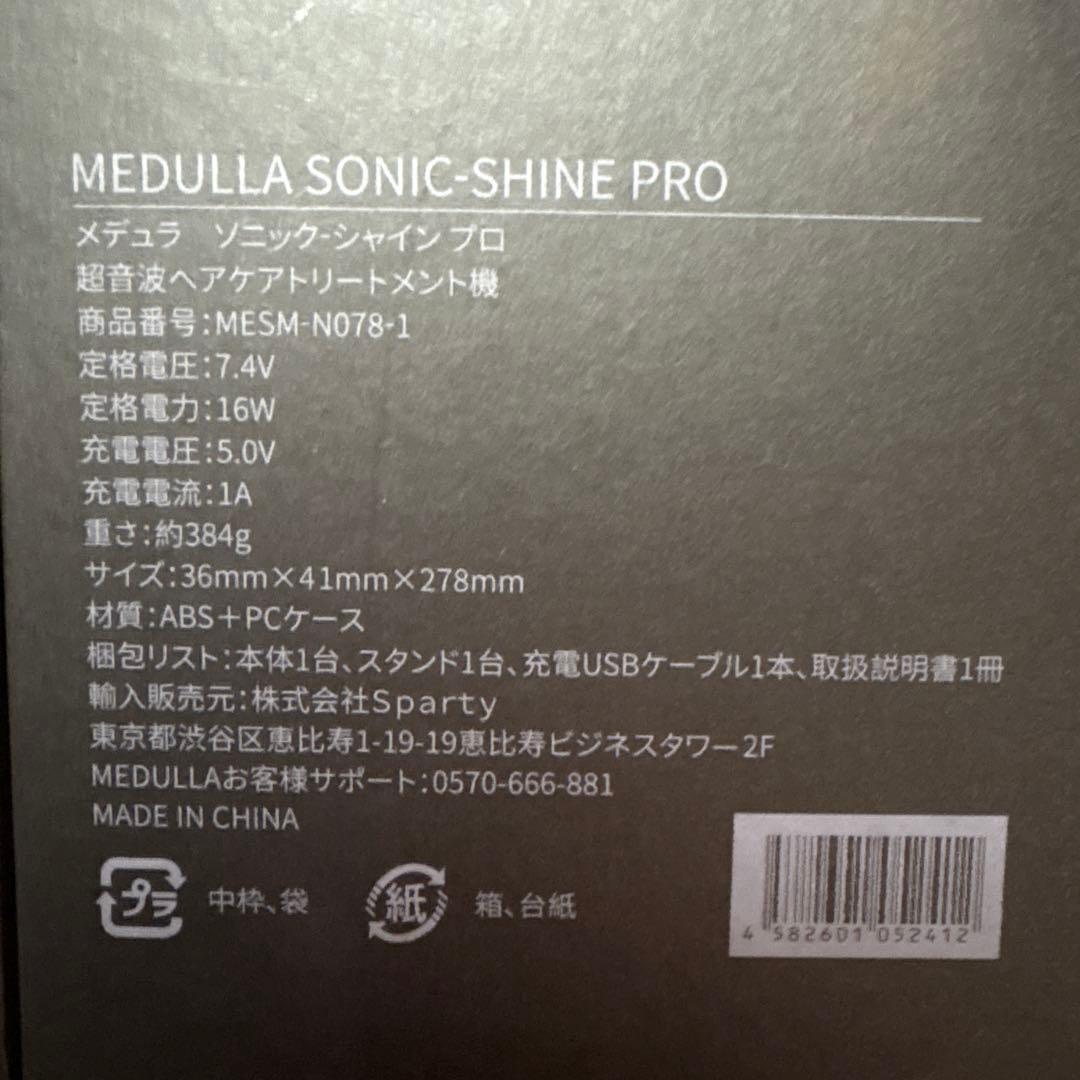 MEDULLA SONIC-SHINE PRO
メデュラ　ソニック-シャイン プロ
超音波ヘアケアトリートメント機
商品番号:MESM-N078-1
定格電圧:7.4V
定格電力:16W
充電電圧:5.0V
充電電流:1A
重さ:約384g
サイズ:36mm×41mm×278mm
材質:ABS+PCケース
梱包リスト:本体1台、スタンド1台、充電USBケーブル1本、取扱説明書1冊
輸入販売元:株式会社Sparty
東京都渋谷区恵比寿1-19-19恵比寿ビジネスタワー2F
MEDULLAお客様サポート:0570-666-881
MADE IN CHINA
プラ 中枠、袋 紙 箱、台紙
4 582601 052412